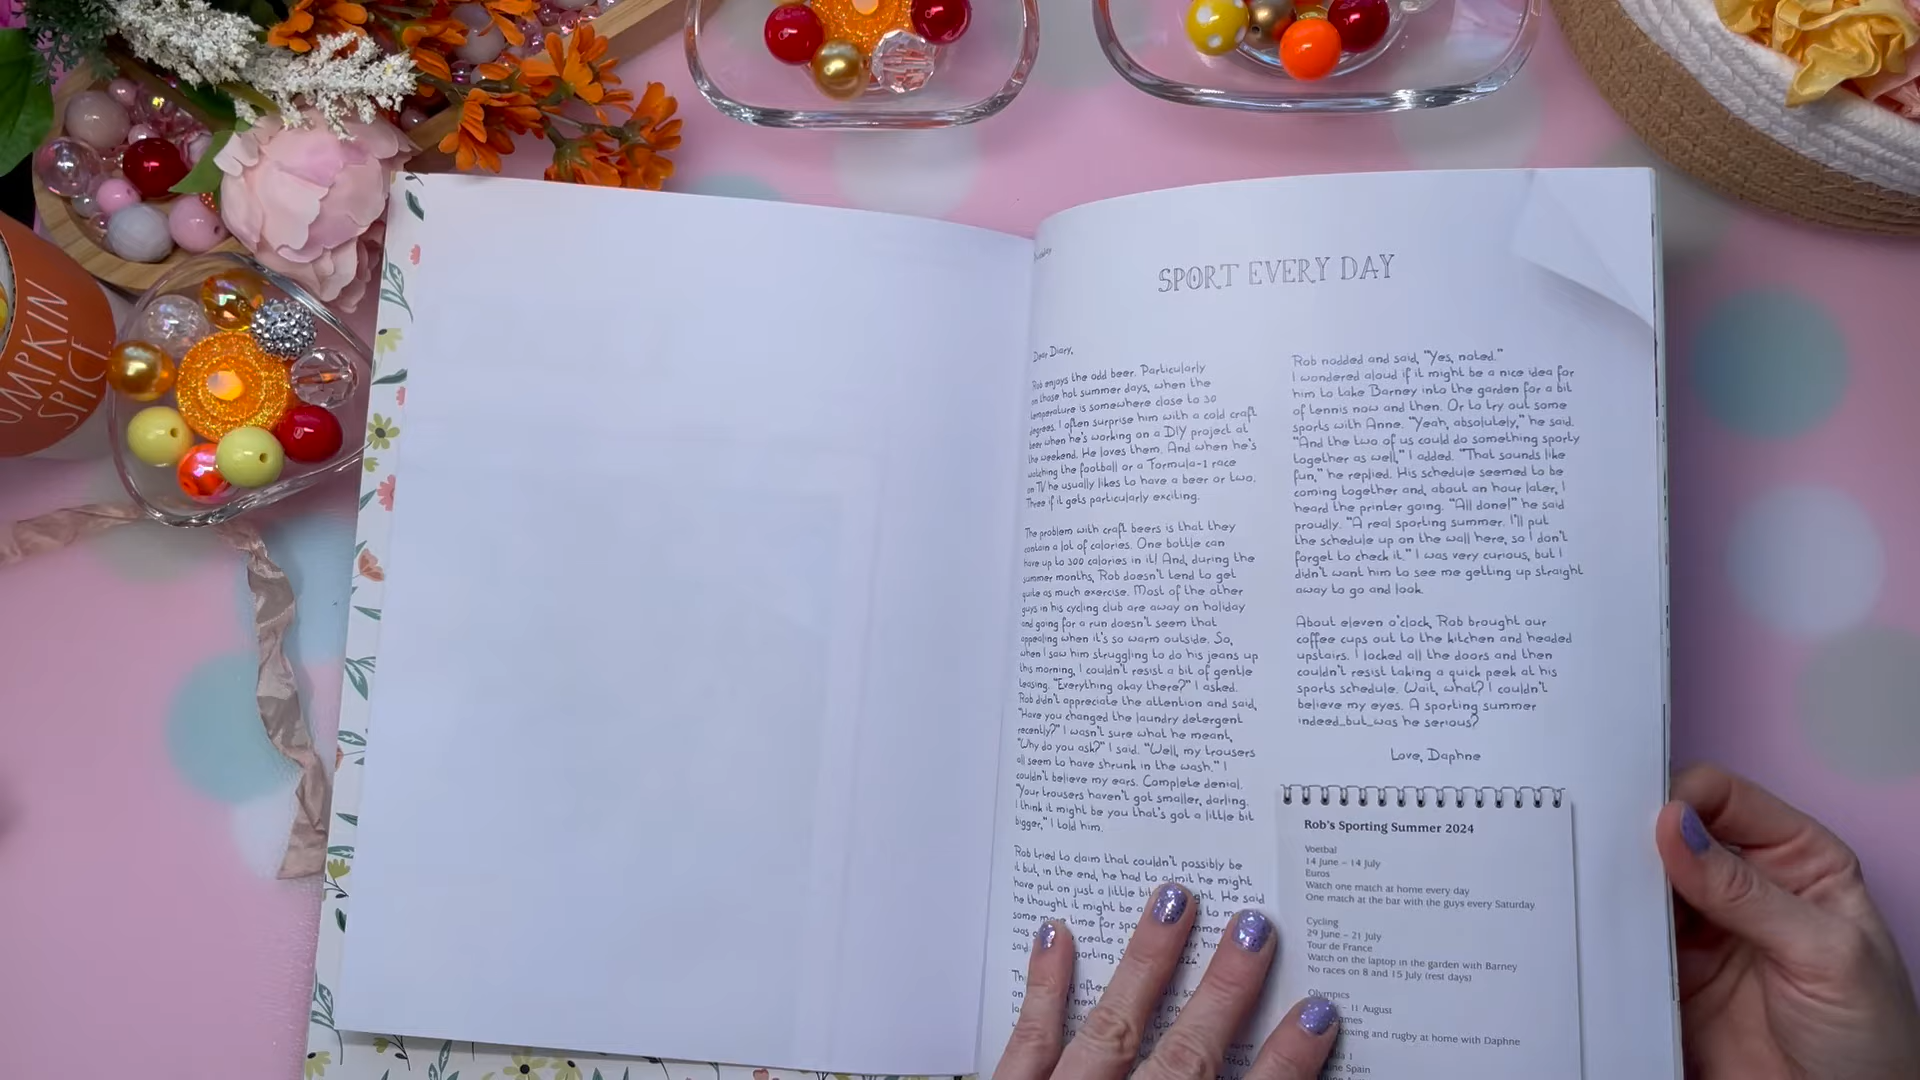 PUMPKIN
SPICE
SPORT EVERY DAY
Dear Diary,
Rob enjoys the odd beer. Particularly
on those hot summer days, when the
temperature is somewhere close to 30
degrees. I often surprise him with a cold craft
beer when he's working on a DIY project at
the weekend. He loves them. And when he's
watching the football or a Formula-1 race
on TV he usually likes to have a beer or two.
Three if it gets particularly exciting.
The problem with craft beers is that they
contain a lot of calories. One bottle can
have up to 300 calories in it! And, during the
summer months, Rob doesn't tend to get
quite as much exercise. Most of the other
guys in his cycling club are away on holiday
and going for a run doesn't seem that
appealing when it's so warm outside. So,
when I saw him struggling to do his jeans up
this morning, I couldn't resist a bit of gentle
teasing. "Everything okay there?" I asked.
Rob didn't appreciate the attention and said,
"Have you changed the laundry detergent
recently?" I wasn't sure what he meant,
"Why do you ask?" I said. "Well, my trousers
all seem to have shrunk in the wash." I
couldn't believe my ears. Complete denial.
"Your trousers haven't got smaller, darling.
I think it might be you that's got a little bit
bigger," I told him.
Rob tried to claim that couldn't possibly be
it but, in the end, he had to admit he might
have put on just a little bit. He said
he thought it might be a to
some more time for
was create a
said
Rob nodded and said, "Yes, noted."
I wondered aloud if it might be a nice idea for
him to take Barney into the garden for a bit
of tennis now and then. Or to try out some
sports with Anne. "Yeah, absolutely," he said.
"And the two of us could do something sporty
together as well," I added. "That sounds like
fun," he replied. His schedule seemed to be
coming together and, about an hour later, I
heard the printer going. "All done!" he said
proudly. "A real sporting summer. I'll put
the schedule up on the wall here, so I don't
forget to check it." I was very curious, but I
didn't want him to see me getting up straight
away to go and look.
About eleven o'clock, Rob brought our
coffee cups out to the kitchen and headed
upstairs. I locked all the doors and then
couldn't resist taking a quick peek at his
sports schedule. Wait, what? I couldn't
believe my eyes. A sporting summer
indeed...but...was he serious?
Love, Daphne
Rob's Sporting Summer 2024
Voetbal
14 June – 14 July
Euros
Watch one match at home every day
One match at the bar with the guys every Saturday
Cycling
29 June – 21 July
Tour de France
Watch on the laptop in the garden with Barney
No races on 8 and 15 July (rest days)
Olympics
– 11 August
boxing and rugby at home with Daphne
1
Spain